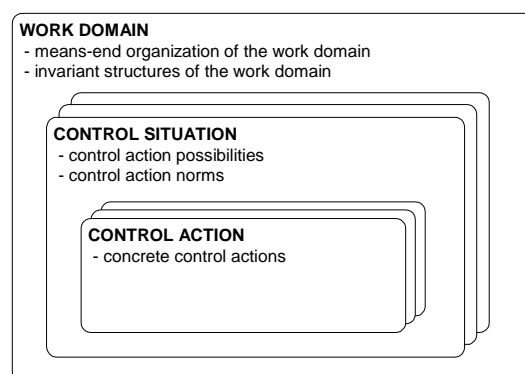 WORK DOMAIN
- means-end organization of the work domain
- invariant structures of the work domain
CONTROL SITUATION
- control action possibilities
- control action norms
CONTROL ACTION
- concrete control actions